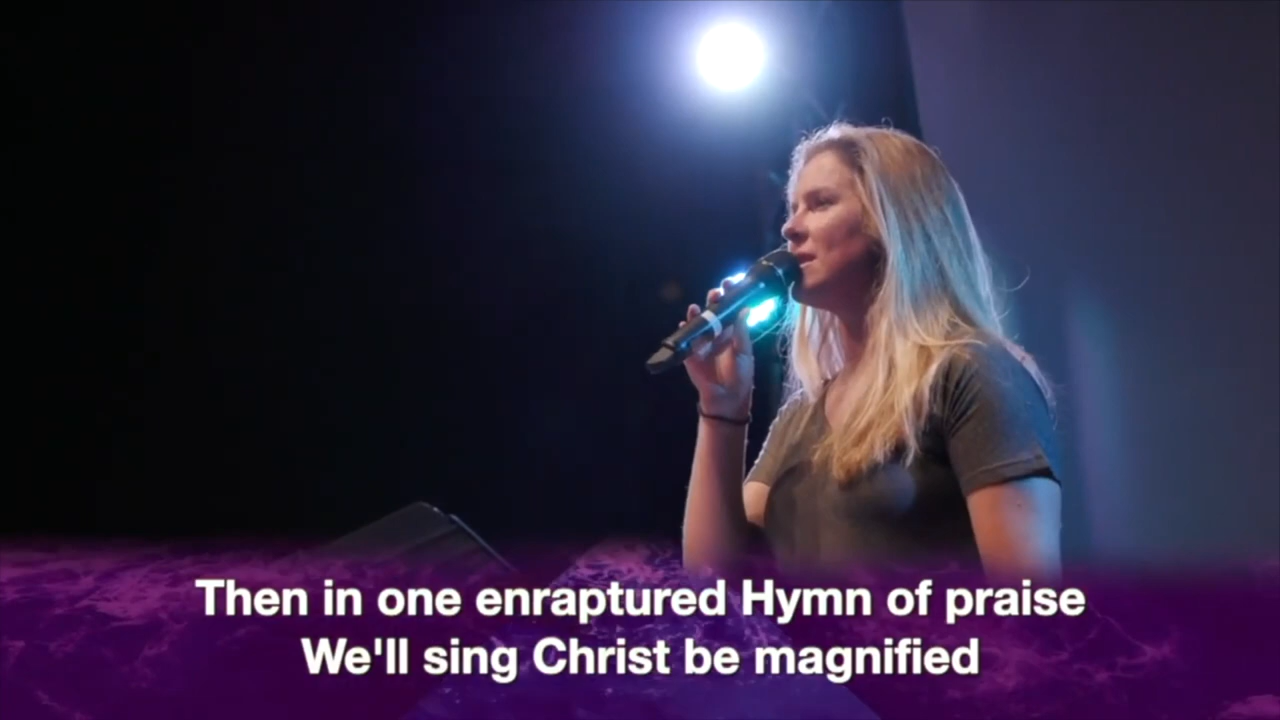 Then in one enraptured Hymn of praise
We'll sing Christ be magnified